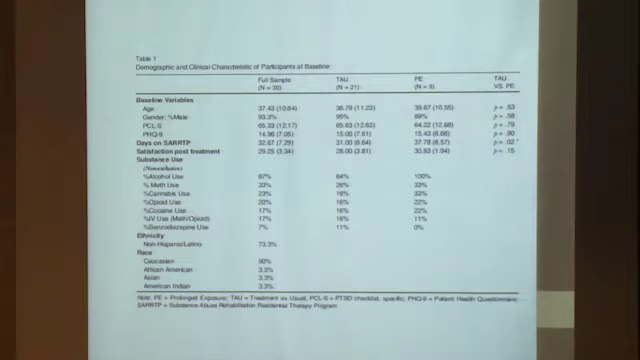 Table 1
Demographic and Clinical Characteristic of Participants at Baseline
Full Sample TAU PE TAU
(N = 30) (N = 21) (N = 9) VS. PE
Baseline Variables
Age 37.43 (10.64) 36.79 (11.23) 39.67 (10.55) p = .53
Gender: %Male 93.3% 95% 89% p = .58
PCL-S 65.33 (12.17) 65.63 (12.63) 64.22 (12.88) p = .79
PHQ-9 14.96 (7.05) 15.00 (7.61) 15.43 (6.66) p = .90
Days on SARRTP 32.67 (7.29) 31.00 (6.64) 37.78 (6.57) p = .02*
Satisfaction post treatment 29.25 (3.34) 28.00 (3.81) 30.83 (1.94) p = .15
Substance Use
%Alcohol Use 87% 84% 100%
% Meth Use 33% 26% 33%
%Cannabis Use 23% 16% 33%
%Opioid Use 20% 16% 22%
%Cocaine Use 17% 16% 22%
%IV Use (Meth/Opioid) 17% 16% 11%
%Benzodiazepine Use 7% 11% 0%
Ethnicity
Non-Hispanic/Latino 73.3%
Race
Caucasian 90%
African American 3.3%
Asian 3.3%
American Indian 3.3%
Note. PE = Prolonged Exposure; TAU = Treatment as Usual, PCL-S = PTSD checklist, specific; PHQ-9 = Patient Health Questionnaire;
SARRTP = Substance Abuse Rehabilitation Residential Therapy Program